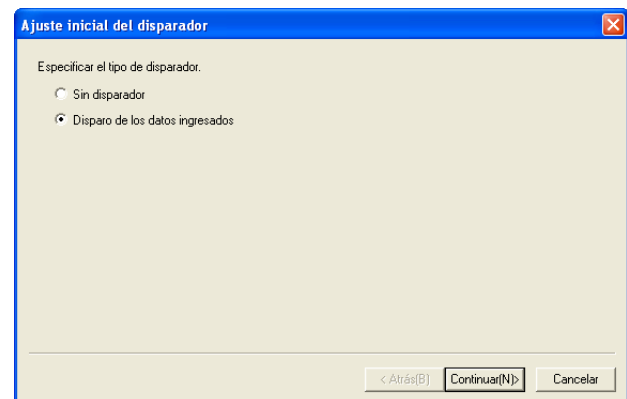 Ajuste inicial del disparador
Especificar el tipo de disparador.
Sin disparador
Disparo de los datos ingresados
< Atrás(B) Continuar(N)> Cancelar